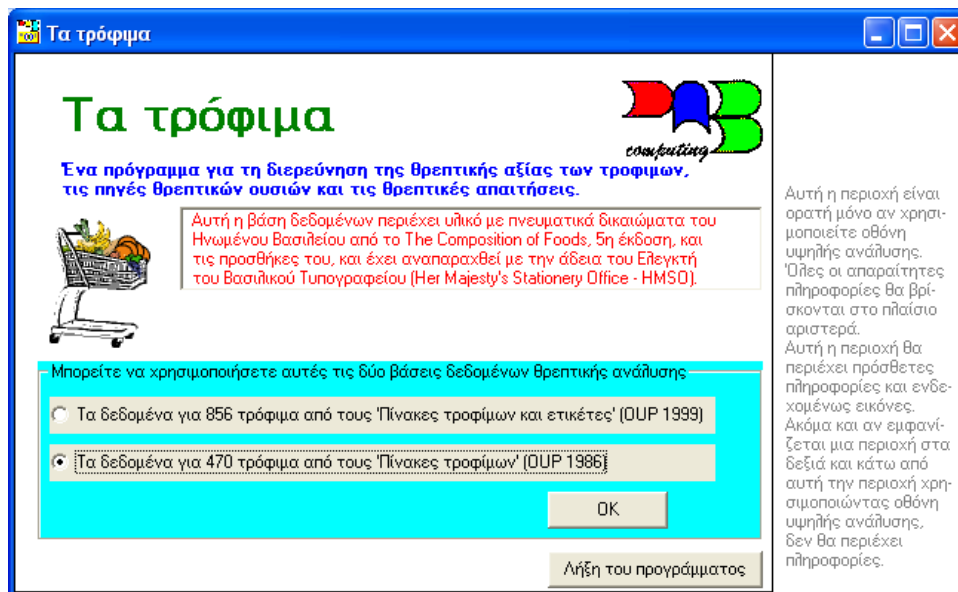 Τα τρόφιμα
Τα τρόφιμα
computing
Ένα πρόγραμμα για τη διερεύνηση της θρεπτικής αξίας των τροφιμων,
τις πηγές θρεπτικών ουσιών και τις θρεπτικές απαιτήσεις.
Αυτή η βάση δεδομένων περιέχει υλικό με πνευματικά δικαιώματα του
Ηνωμένου Βασιλείου από το The Composition of Foods, 5η έκδοση, και
τις προσθήκες του, και έχει αναπαραχθεί με την άδεια του Ελεγκτή
του Βασιλικού Τυπογραφείου (Her Majesty's Stationery Office - HMSO).
Μπορείτε να χρησιμοποιήσετε αυτές τις δύο βάσεις δεδομένων θρεπτικής ανάλυσης
Τα δεδομένα για 856 τρόφιμα από τους 'Πίνακες τροφίμων και ετικέτες' (OUP 1999)
Τα δεδομένα για 470 τρόφιμα από τους 'Πίνακες τροφίμων' (OUP 1986)
OK
Λήξη του προγράμματος
Αυτή η περιοχή είναι
ορατή μόνο αν χρησι-
μοποιείτε οθόνη
υψηλής ανάλυσης.
Όλες οι απαραίτητες
πληροφορίες θα βρί-
σκονται στο πλαίσιο
αριστερά.
Αυτή η περιοχή θα
περιέχει πρόσθετες
πληροφορίες και ενδε-
χομένως εικόνες.
Ακόμα και αν εμφανί-
ζεται μια περιοχή στα
δεξιά και κάτω από
αυτή την περιοχή χρη-
σιμοποιώντας οθόνη
υψηλής ανάλυσης,
δεν θα περιέχει
πληροφορίες.